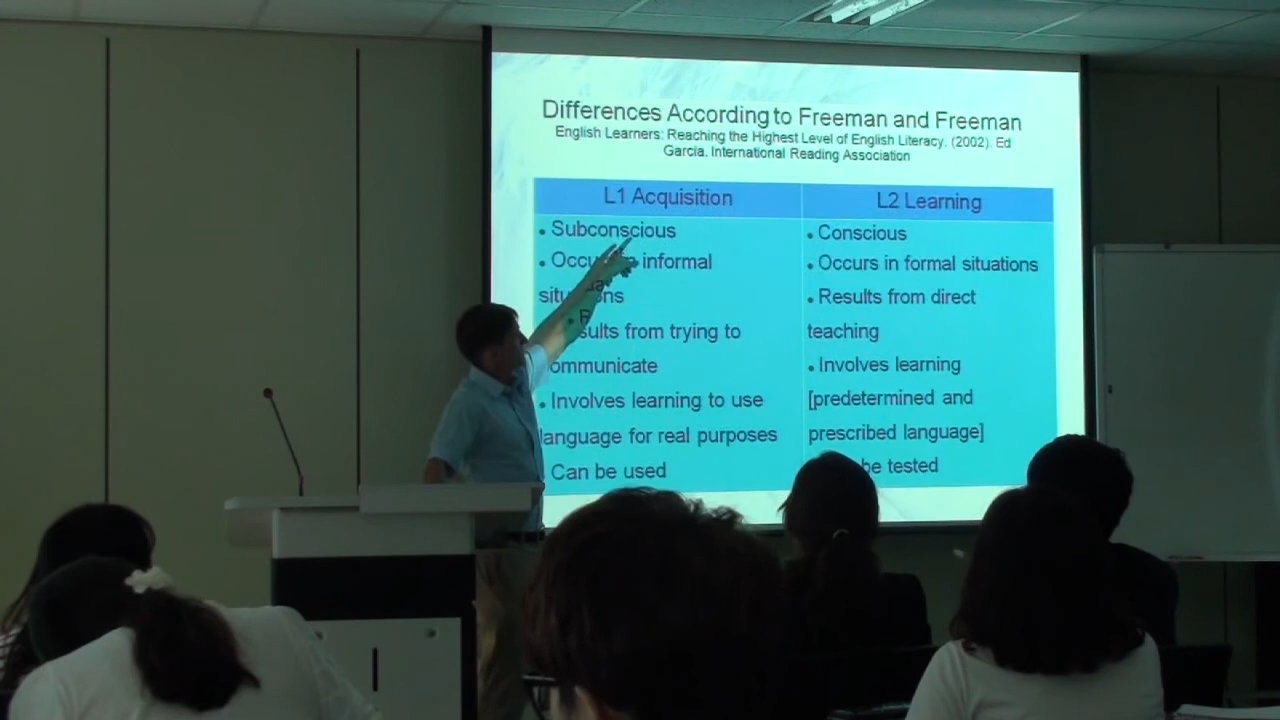 Differences According to Freeman and Freeman
English Learners: Reaching the Highest Level of English Literacy. (2002). Ed
Garcia. International Reading Association
L1 Acquisition
• Subconscious
• informal
• sults from trying to
ommunicate
• Involves learning to use
language for real purposes
• Can be used
L2 Learning
• Conscious
• Occurs in formal situations
• Results from direct
teaching
• Involves learning
[predetermined and
prescribed language]
be tested